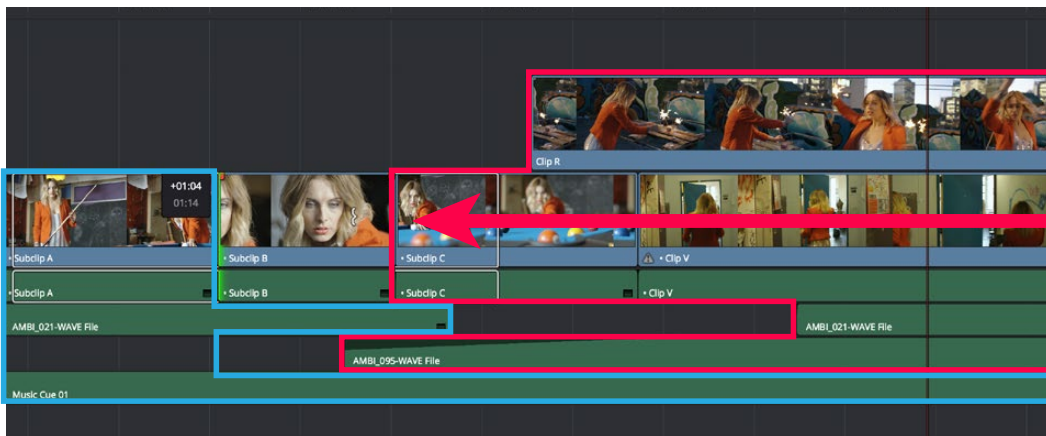 Clip R
+01:04
01:14
Subclip A
• Subclip B
• Subclip C
• Clip V
Subclip A
• Subclip B
• Subclip C
• Clip V
AMBI_021-WAVE File
AMBI_021-WAVE File
AMBI_095-WAVE File
Music Cue 01